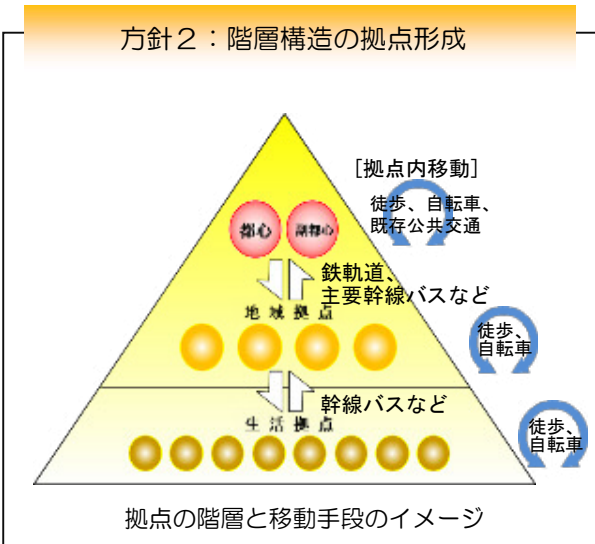 方針2：階層構造の拠点形成
[拠点内移動]
徒歩、自転車、
既存公共交通
都心
副都心
鉄軌道、
主要幹線バスなど
地域拠点
徒歩、
自転車
幹線バスなど
生活拠点
徒歩、
自転車
拠点の階層と移動手段のイメージ